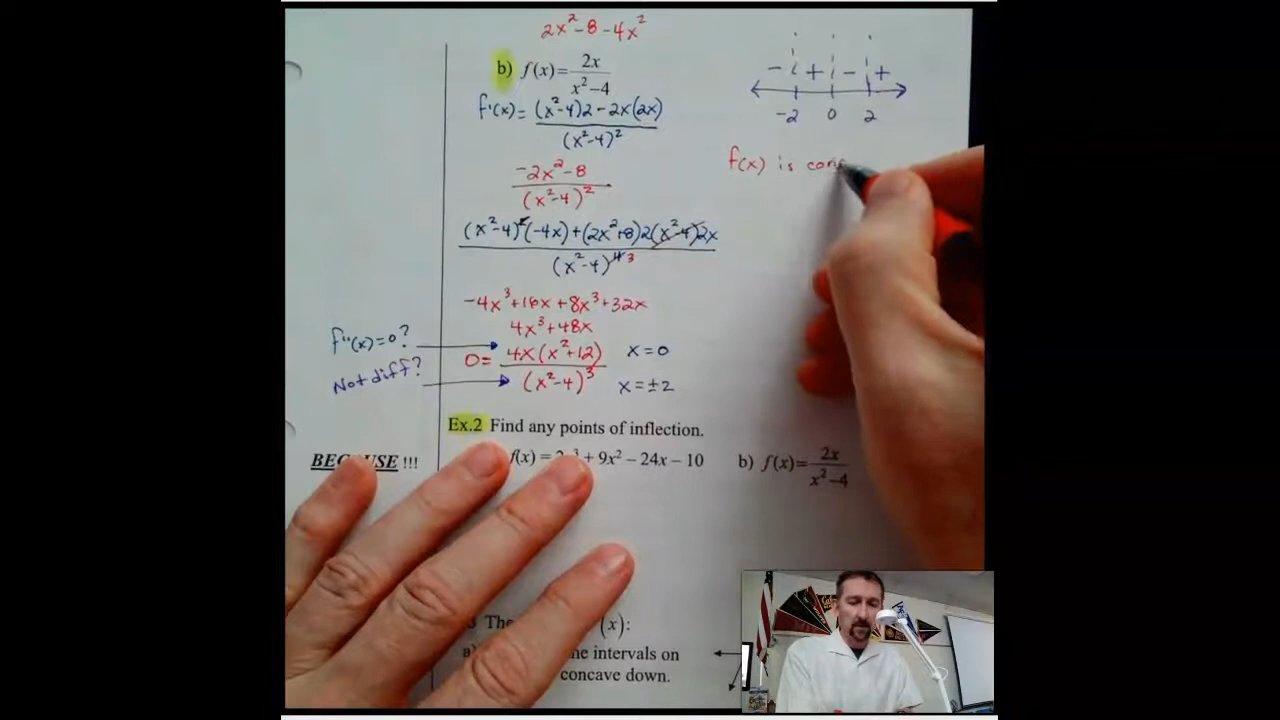 2x²-8-4x²
b) f(x)= 2x / x²-4
f'(x)= (x²-4)2-2x(2x) / (x²-4)²
-2x²-8 / (x²-4)²
(x²-4)²(-4x)+(2x²+8)2(x²-4)2x / (x²-4)⁴ ³
-4x³+16x+8x³+32x
4x³+48x
f''(x)=0?
0= 4x(x²+12) / (x²-4)³ x=0
Not diff? x=±2
- + - +
-2 0 2
f(x) is conc
Ex.2 Find any points of inflection.
BECAUSE !!!
f(x) = 2x³ + 9x² – 24x – 10
b) f(x)= 2x / x²-4
The (x):
a) intervals on
concave down.